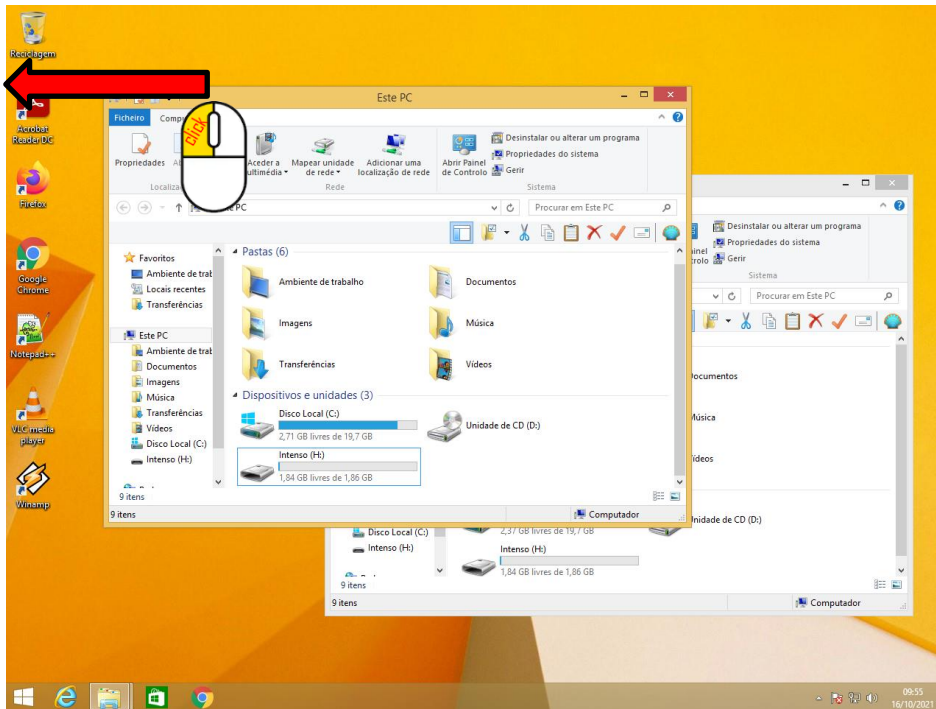 Reciclagem
Acrobat
Reader DC
Firefox
Google
Chrome
Notepad++
VLC media
player
Winamp
Este PC
Ficheiro
click
Propriedades
Aceder a
Mapear unidade
de rede
Adicionar uma
localização de rede
Abrir Painel
de Controlo
Desinstalar ou alterar um programa
Propriedades do sistema
Gerir
Rede
Sistema
Procurar em Este PC
Favoritos
Ambiente de trab
Locais recentes
Transferências
Este PC
Ambiente de trab
Documentos
Imagens
Música
Transferências
Vídeos
Disco Local (C:)
Intenso (H:)
Pastas (6)
Ambiente de trabalho
Documentos
Imagens
Música
Transferências
Vídeos
Dispositivos e unidades (3)
Disco Local (C:)
2,71 GB livres de 19,7 GB
Unidade de CD (D:)
Intenso (H:)
1,84 GB livres de 1,86 GB
9 itens
9 itens
Computador
Desinstalar ou alterar um programa
Propriedades do sistema
Gerir
Sistema
Procurar em Este PC
Disco Local (C:)
2,37 GB livres de 19,7 GB
Unidade de CD (D:)
Intenso (H:)
Intenso (H:)
1,84 GB livres de 1,86 GB
9 itens
9 itens
Computador
09:55
16/10/2021